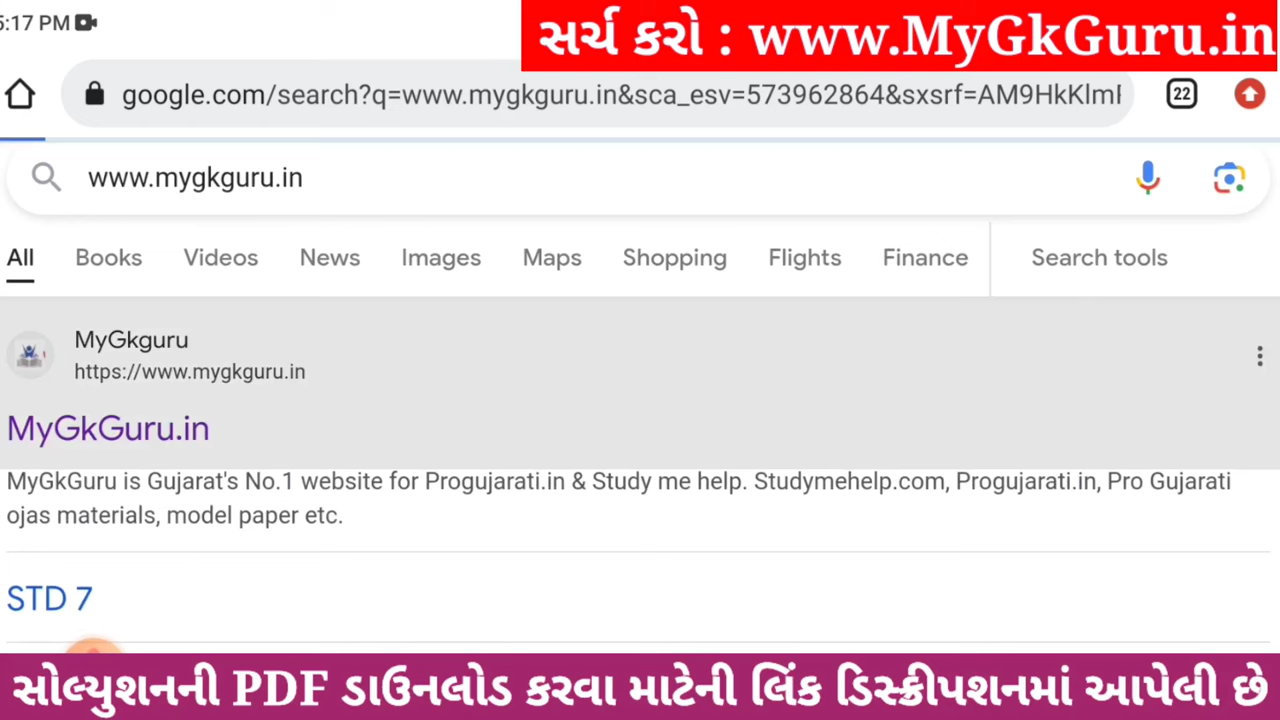 5:17 PM
સર્ચ કરો : www.MyGkGuru.in
google.com/search?q=www.mygkguru.in&sca_esv=573962864&sxsrf=AM9HkKlm
22
www.mygkguru.in
All Books Videos News Images Maps Shopping Flights Finance Search tools
MyGkguru
https://www.mygkguru.in
MyGkGuru.in
MyGkGuru is Gujarat's No.1 website for Progujarati.in & Study me help. Studymehelp.com, Progujarati.in, Pro Gujarati
ojas materials, model paper etc.
STD 7
સોલ્યુશનની PDF ડાઉનલોડ કરવા માટેની લિંક ડિસ્ક્રીપશનમાં આપેલી છે